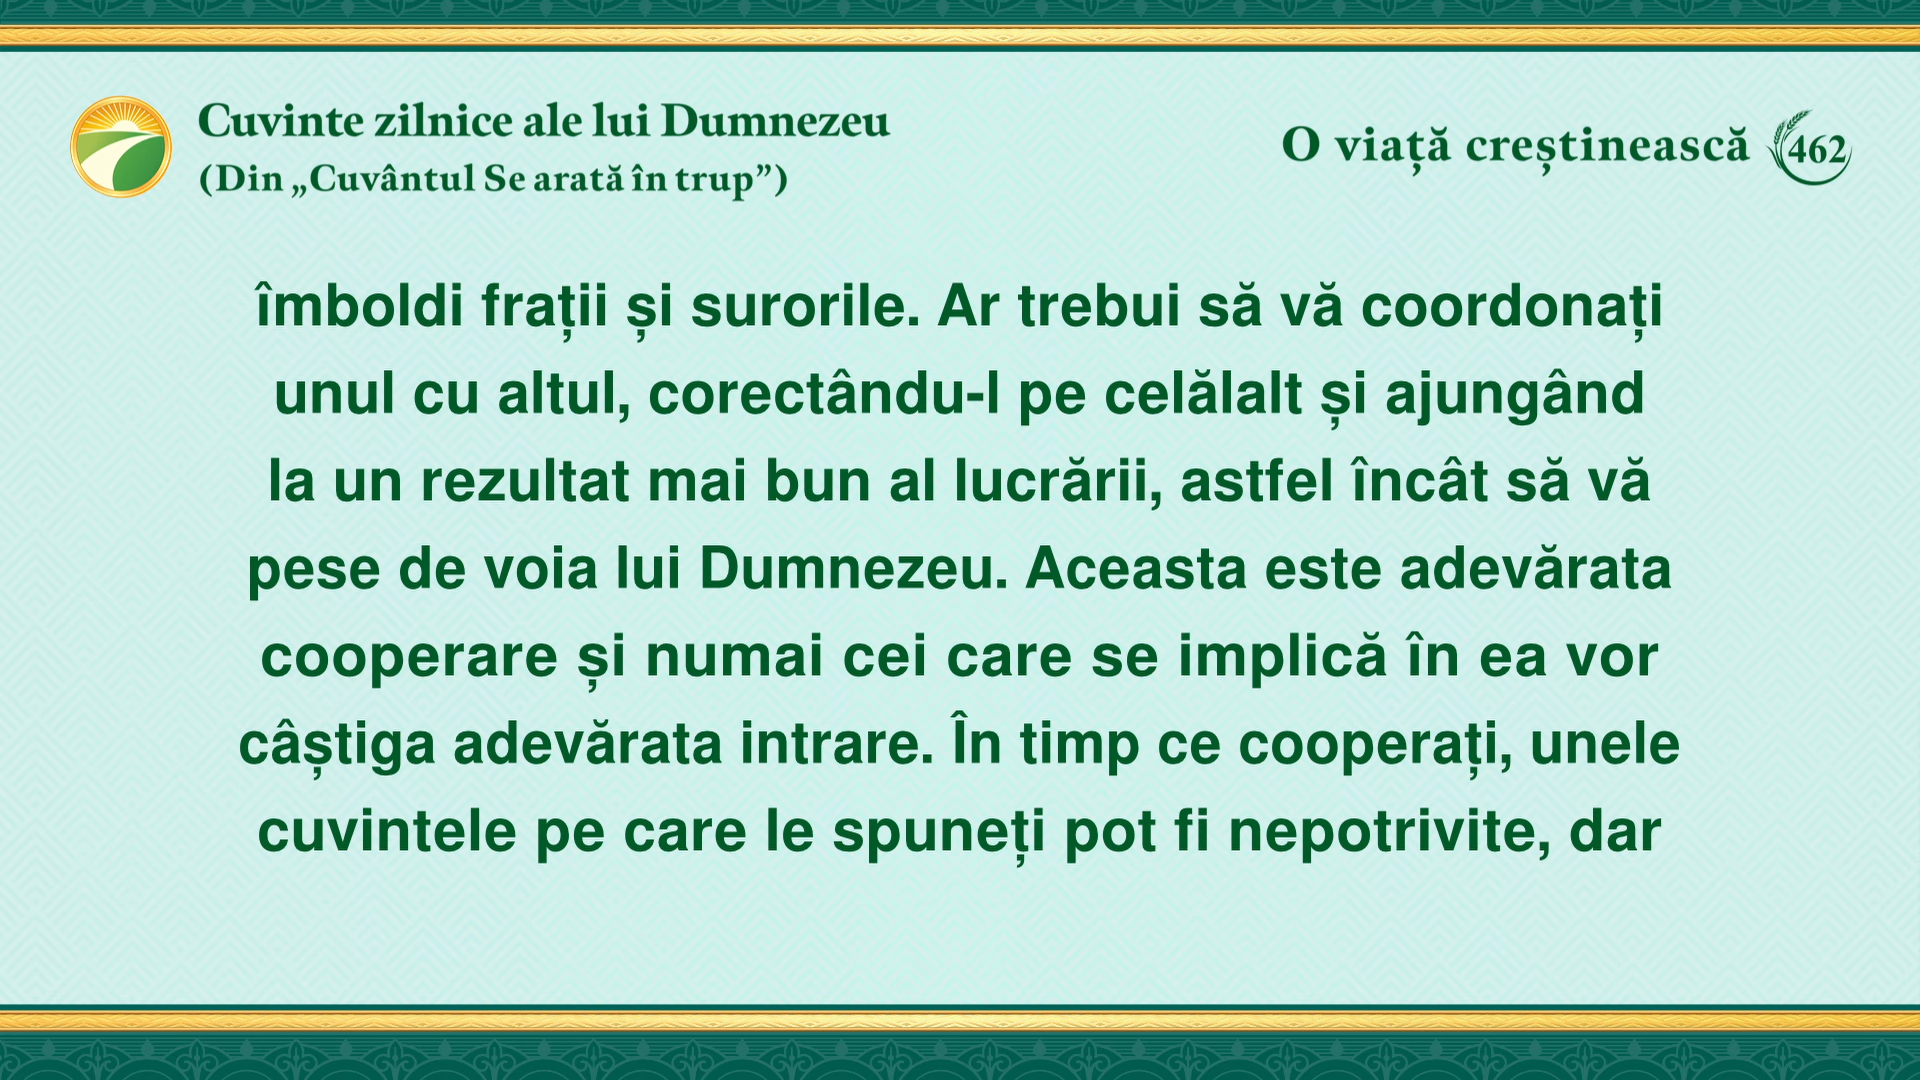 Cuvinte zilnice ale lui Dumnezeu
(Din „Cuvântul Se arată în trup”)
O viață creștinească 462
îmboldi frații și surorile. Ar trebui să vă coordonați
unul cu altul, corectându-l pe celălalt și ajungând
la un rezultat mai bun al lucrării, astfel încât să vă
pese de voia lui Dumnezeu. Aceasta este adevărata
cooperare și numai cei care se implică în ea vor
câștiga adevărata intrare. În timp ce cooperați, unele
cuvintele pe care le spuneți pot fi nepotrivite, dar